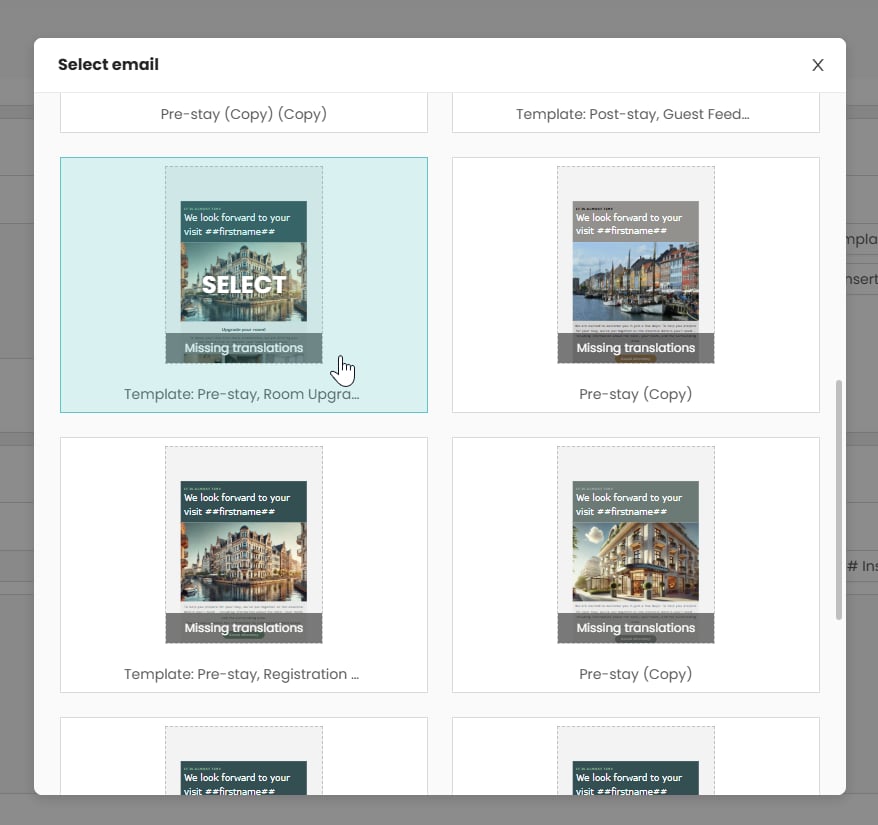 Select email
X
Pre-stay (Copy) (Copy)
Template: Post-stay, Guest Feed...
We look forward to your
visit ##firstname##
SELECT
Upgrade your room!
Missing translations
Template: Pre-stay, Room Upgra...
We look forward to your
visit ##firstname##
Missing translations
Pre-stay (Copy)
We look forward to your
visit ##firstname##
Missing translations
Template: Pre-stay, Registration ...
We look forward to your
visit ##firstname##
Missing translations
Pre-stay (Copy)
We look forward to your
visit ##firstname##
We look forward to your
visit ##firstname##
mpla
nsert
# Ins